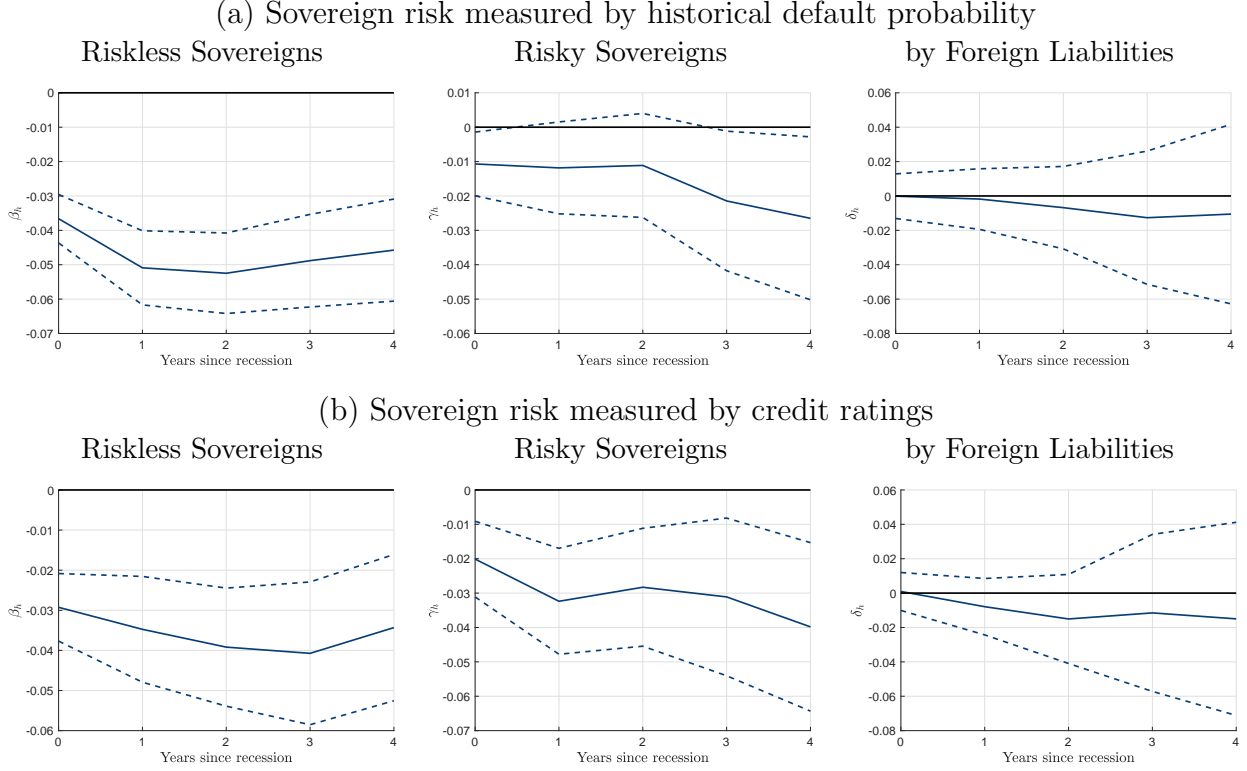 (a) Sovereign risk measured by historical default probability
Riskless Sovereigns
Risky Sovereigns
by Foreign Liabilities
0
-0.01
-0.02
-0.03
-0.04
-0.05
-0.06
-0.07
βh
0 1 2 3 4
Years since recession
0.01
0
-0.01
-0.02
-0.03
-0.04
-0.05
-0.06
γh
0 1 2 3 4
Years since recession
0.06
0.04
0.02
0
-0.02
-0.04
-0.06
-0.08
δh
0 1 2 3 4
Years since recession
(b) Sovereign risk measured by credit ratings
Riskless Sovereigns
Risky Sovereigns
by Foreign Liabilities
0
-0.01
-0.02
-0.03
-0.04
-0.05
-0.06
βh
0 1 2 3 4
Years since recession
0
-0.01
-0.02
-0.03
-0.04
-0.05
-0.06
-0.07
γh
0 1 2 3 4
Years since recession
0.06
0.04
0.02
0
-0.02
-0.04
-0.06
-0.08
δh
0 1 2 3 4
Years since recession